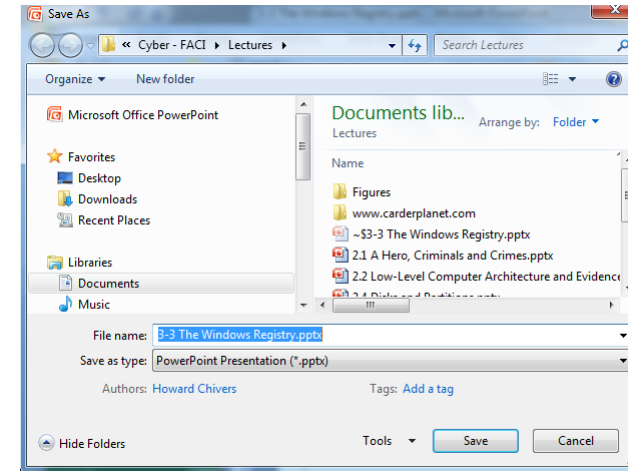 Save As
« Cyber - FACI ▸ Lectures ▸
Search Lectures
Organize
New folder
Microsoft Office PowerPoint
Favorites
Desktop
Downloads
Recent Places
Libraries
Documents
Music
Documents lib...
Lectures
Arrange by: Folder
Name
Figures
www.carderplanet.com
~$3-3 The Windows Registry.pptx
2.1 A Hero, Criminals and Crimes.pptx
2.2 Low-Level Computer Architecture and Evidence
File name: 3-3 The Windows Registry.pptx
Save as type: PowerPoint Presentation (*.pptx)
Authors: Howard Chivers
Tags: Add a tag
Hide Folders
Tools
Save
Cancel